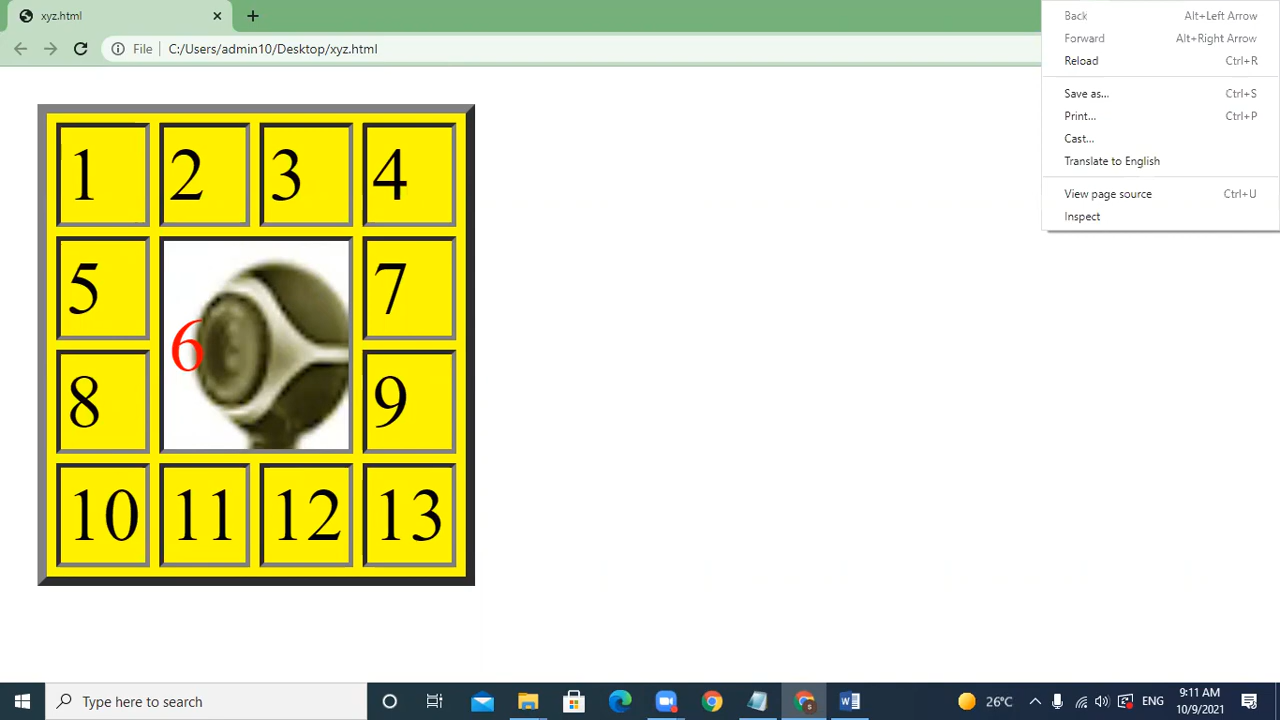 xyz.html
File C:/Users/admin10/Desktop/xyz.html
Back Alt+Left Arrow
Forward Alt+Right Arrow
Reload Ctrl+R
Save as... Ctrl+S
Print... Ctrl+P
Cast...
Translate to English
View page source Ctrl+U
Inspect
1 2 3 4
5 7
6
8 9
10 11 12 13
Type here to search
26°C
ENG
9:11 AM
10/9/2021